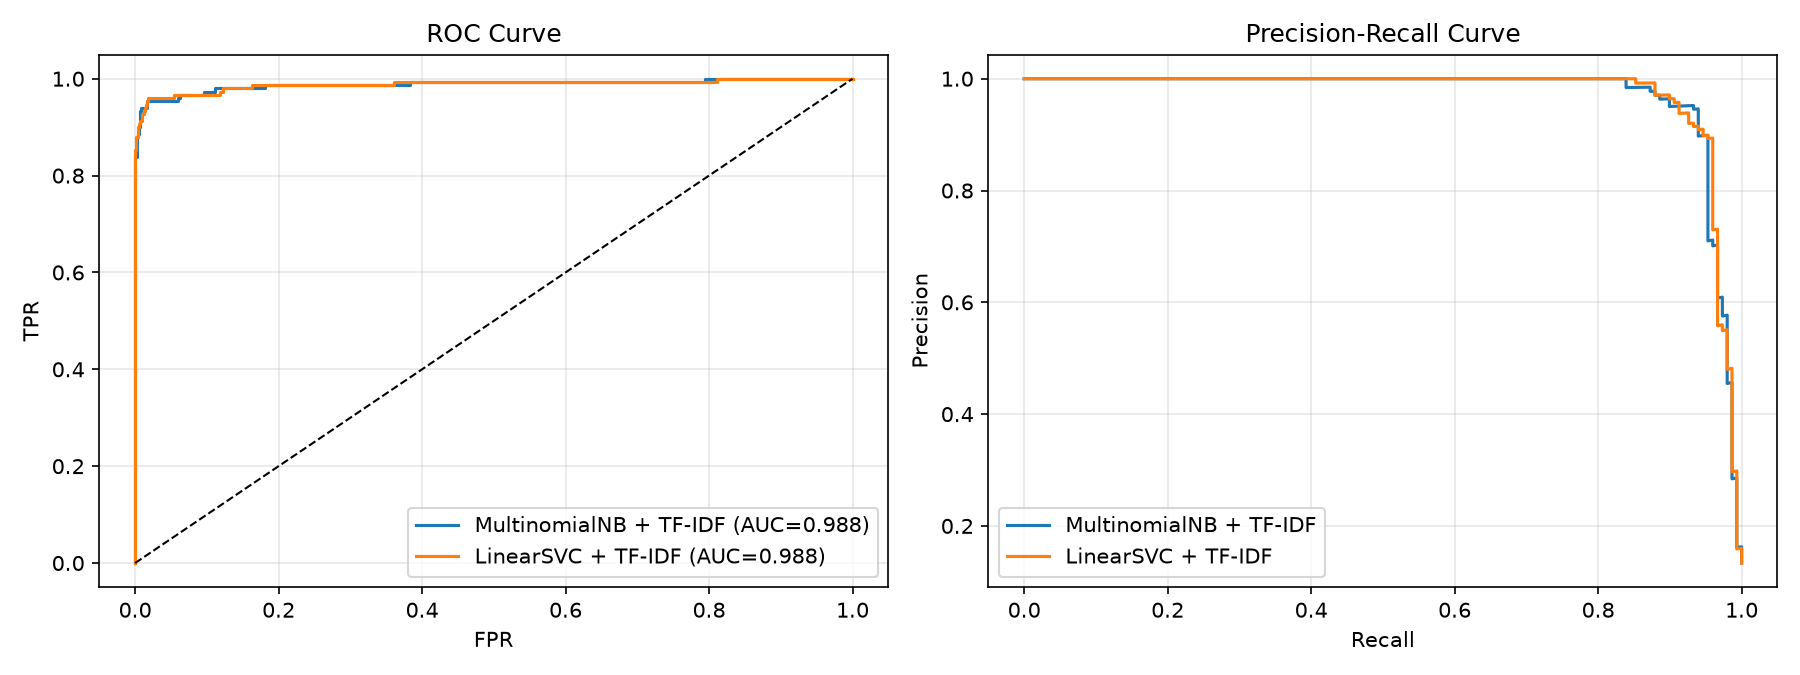 ROC Curve
1.0
0.8
0.6
0.4
0.2
0.0
TPR
0.0 0.2 0.4 0.6 0.8 1.0
FPR
MultinomialNB + TF-IDF (AUC=0.988)
LinearSVC + TF-IDF (AUC=0.988)
Precision-Recall Curve
1.0
0.8
0.6
0.4
0.2
Precision
0.0 0.2 0.4 0.6 0.8 1.0
Recall
MultinomialNB + TF-IDF
LinearSVC + TF-IDF